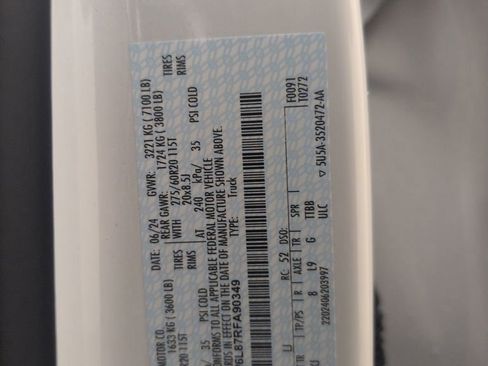 MOTOR CO.
DATE: 06/24 GVWR: 3221 KG ( 7100 LB)
1633 KG ( 3600 LB) REAR GAWR: 1724 KG ( 3800 LB)
R20 115T TIRES WITH 275/60R20 115T TIRES
RIMS 20x8.5J RIMS
35 PSI COLD AT 240 kPa/ 35 PSI COLD
CONFORMS TO ALL APPLICABLE FEDERAL MOTOR VEHICLE
IN EFFECT ON THE DATE OF MANUFACTURE SHOWN ABOVE.
6L87RFA90349 TYPE: Truck
F0091
T0272
RC: 52 DSO:
LJ TP/PS R AXLE TR SPR
8 L9 G TTBB
ULC
2202406203997
▽ 5U5A-3520472-AA